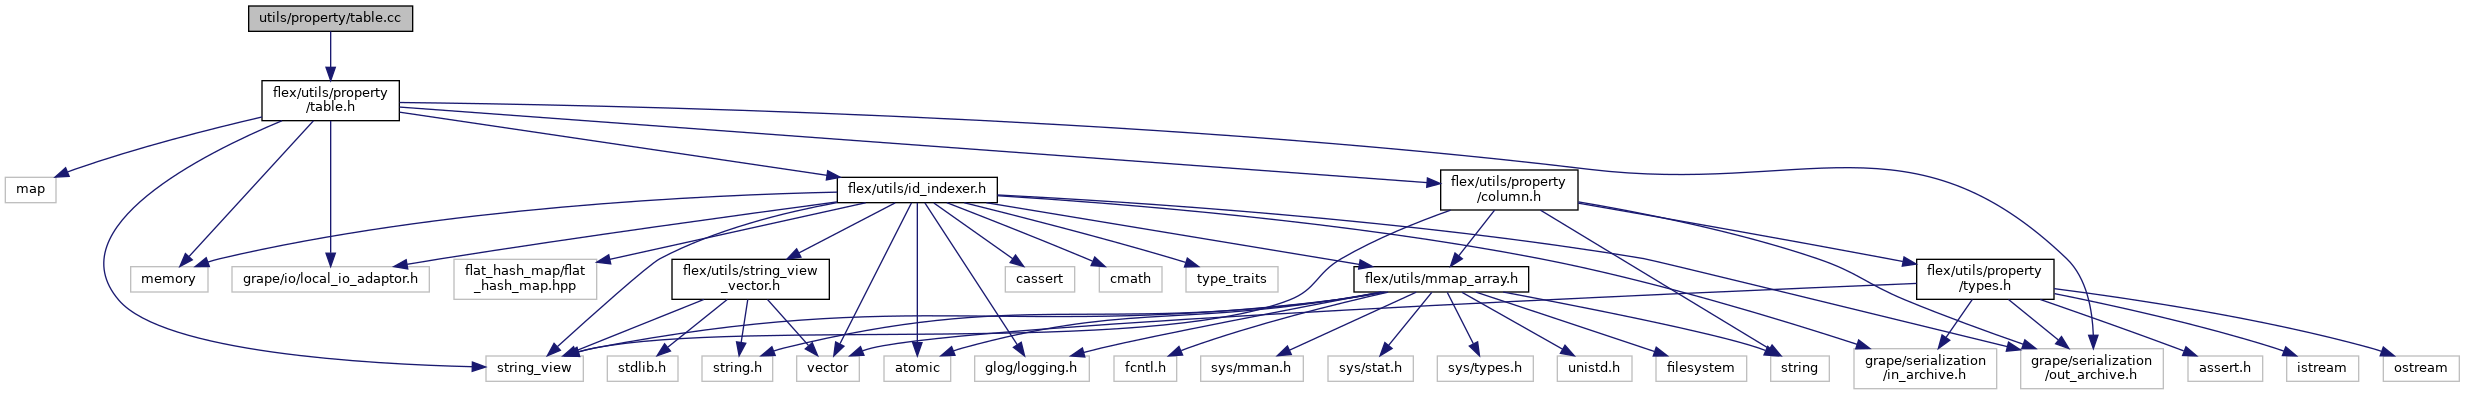 utils/property/table.cc
flex/utils/property
/table.h
map
flex/utils/id_indexer.h
flex/utils/property
/column.h
memory
grape/io/local_io_adaptor.h
flat_hash_map/flat
_hash_map.hpp
flex/utils/string_view
_vector.h
cassert
cmath
type_traits
flex/utils/mmap_array.h
flex/utils/property
/types.h
string_view
stdlib.h
string.h
vector
atomic
glog/logging.h
fcntl.h
sys/mman.h
sys/stat.h
sys/types.h
unistd.h
filesystem
string
grape/serialization
/in_archive.h
grape/serialization
/out_archive.h
assert.h
istream
ostream